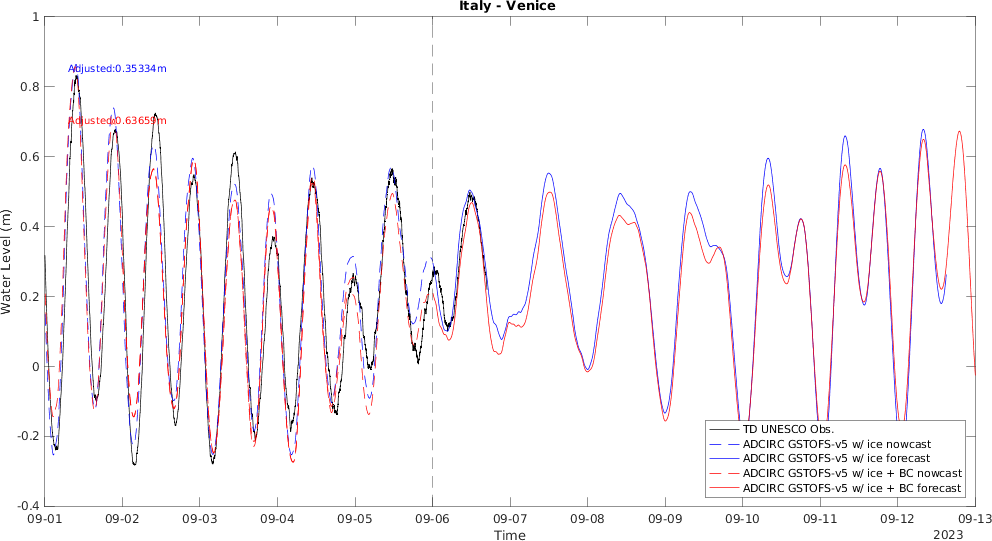 Italy - Venice
1
0.8
0.6
0.4
0.2
0
-0.2
-0.4
Water Level (m)
Adjusted:0.35334m
Adjusted:0.63659m
TD UNESCO Obs.
ADCIRC GSTOFS-v5 w/ ice nowcast
ADCIRC GSTOFS-v5 w/ ice forecast
ADCIRC GSTOFS-v5 w/ ice + BC nowcast
ADCIRC GSTOFS-v5 w/ ice + BC forecast
09-01 09-02 09-03 09-04 09-05 09-06 09-07 09-08 09-09 09-10 09-11 09-12 09-13
Time
2023